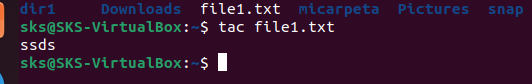 dir1 Downloads file1.txt micarpeta Pictures snap
sks@SKS-VirtualBox:~$ tac file1.txt
ssds
sks@SKS-VirtualBox:~$